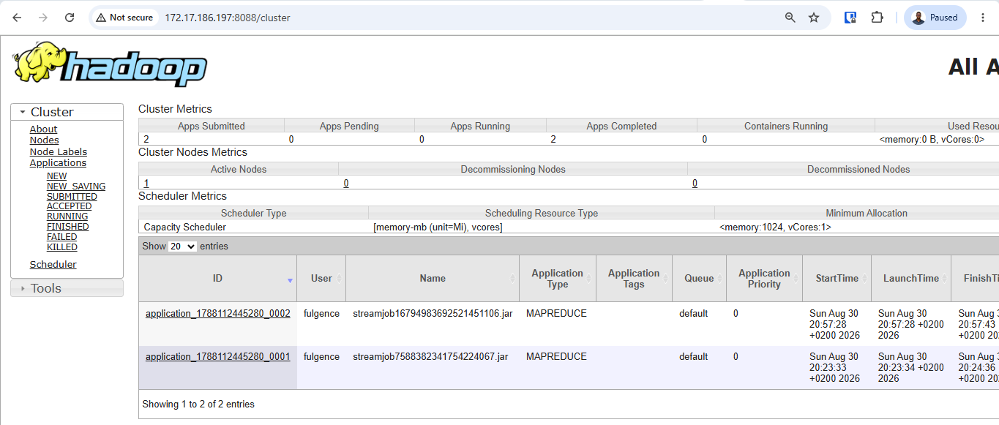 Not secure 172.17.186.197:8088/cluster Paused
hadoop
All A
Cluster
About
Nodes
Node Labels
Applications
NEW
NEW_SAVING
SUBMITTED
ACCEPTED
RUNNING
FINISHED
FAILED
KILLED
Scheduler
Tools
Cluster Metrics
Apps Submitted Apps Pending Apps Running Apps Completed Containers Running Used Resou
2 0 0 2 0 <memory:0 B, vCores:0>
Cluster Nodes Metrics
Active Nodes Decommissioning Nodes Decommissioned Nodes
1 0 0
Scheduler Metrics
Scheduler Type Scheduling Resource Type Minimum Allocation
Capacity Scheduler [memory-mb (unit=Mi), vcores] <memory:1024, vCores:1>
Show 20 entries
ID User Name Application Type Application Tags Queue Application Priority StartTime LaunchTime FinishTi
application_1788112445280_0002 fulgence streamjob16794983692521451106.jar MAPREDUCE default 0 Sun Aug 30 Sun Aug 30 Sun Aug 3
20:57:28 20:57:28 +0200 20:57:43
+0200 2026 2026 +0200 20
application_1788112445280_0001 fulgence streamjob7588382341754224067.jar MAPREDUCE default 0 Sun Aug 30 Sun Aug 30 Sun Aug 3
20:23:33 20:23:34 +0200 20:24:36
+0200 2026 2026 +0200 20
Showing 1 to 2 of 2 entries